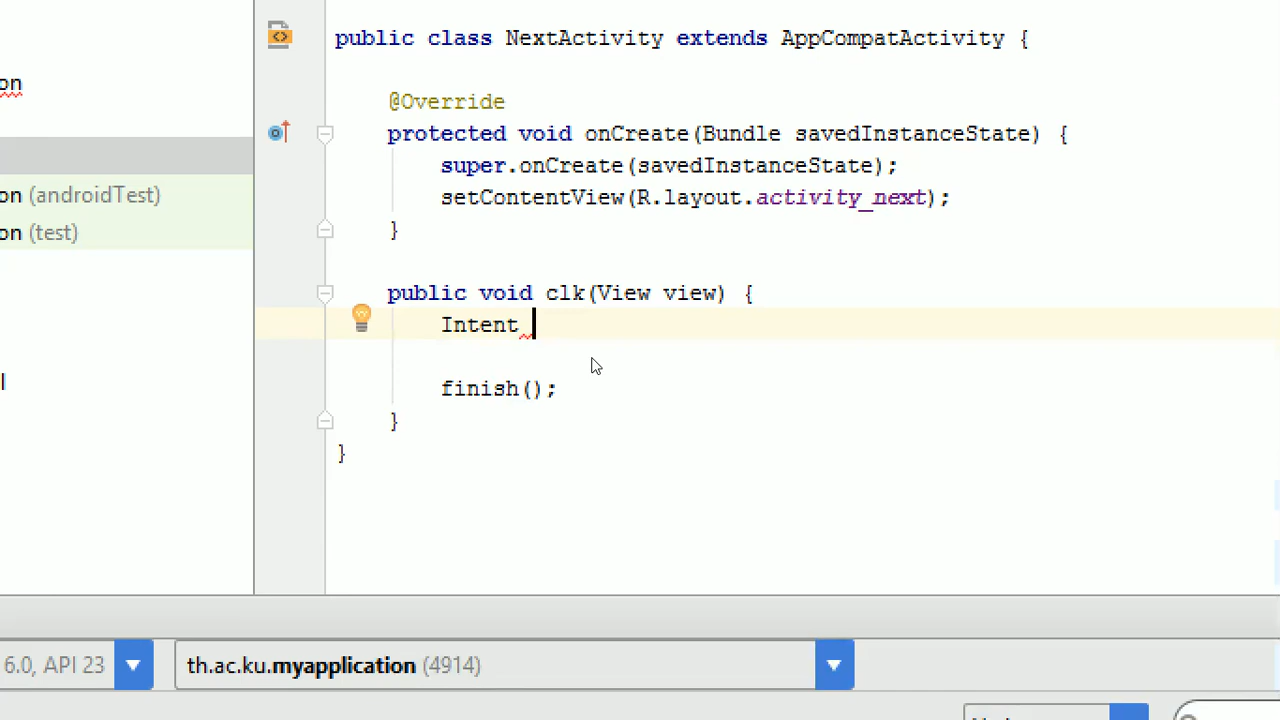 public class NextActivity extends AppCompatActivity {
on
@Override
protected void onCreate(Bundle savedInstanceState) {
super.onCreate(savedInstanceState);
on (androidTest)
setContentView(R.layout.activity_next);
on (test)
}
public void clk(View view) {
Intent
l
finish();
}
}
6.0, API 23
th.ac.ku.myapplication (4914)